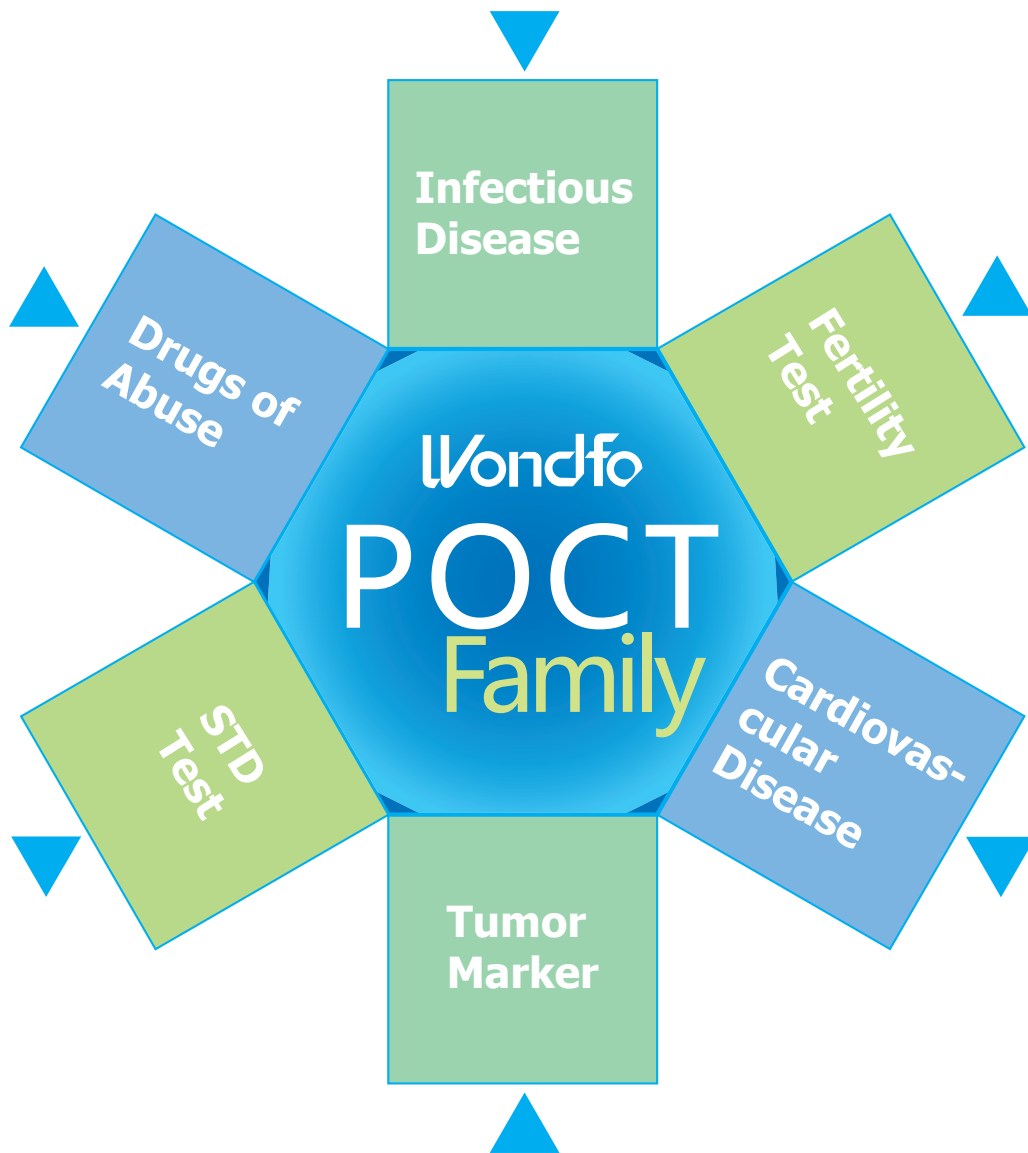 Infectious
Disease
Fertility
Test
Cardiovas-
cular
Disease
Tumor
Marker
STD
Test
Drugs of
Abuse
Wondfo
POCT
Family